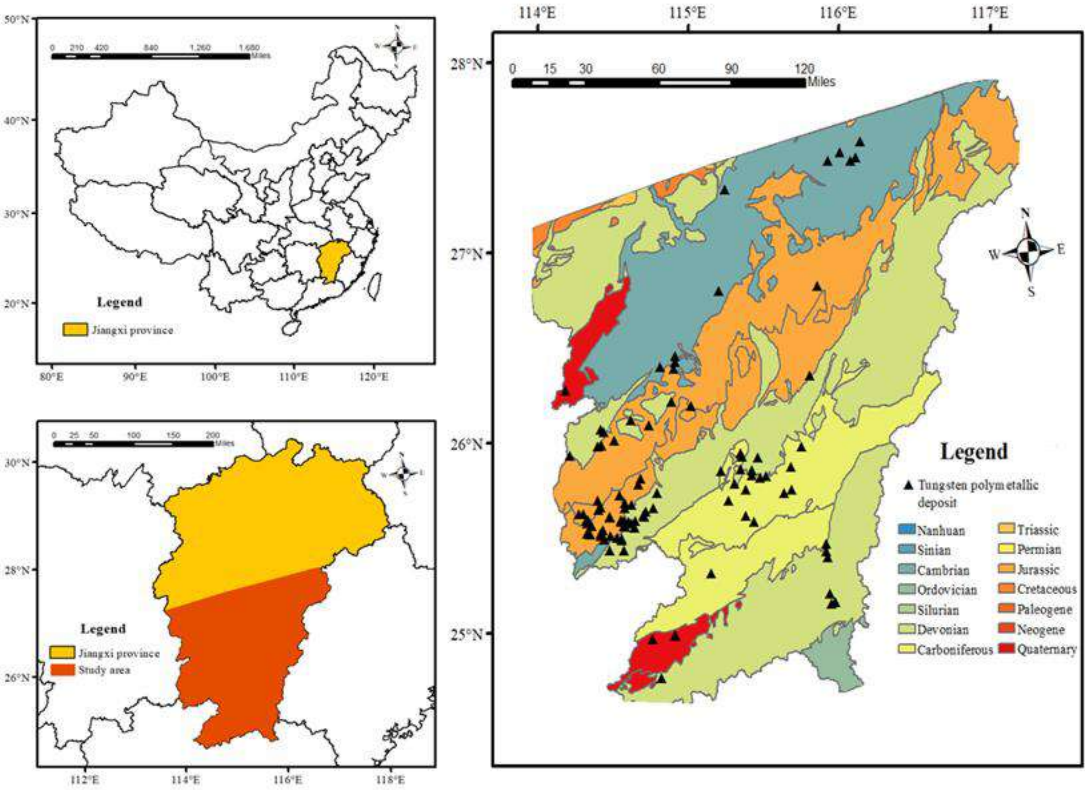 50°N
40°N
30°N
20°N
0 210 420 840 1,260 1,680
Miles
N
W E
S
Legend
Jiangxi province
80°E 90°E 100°E 110°E 120°E
30°N
28°N
26°N
0 25 50 100 150 200
Miles
N
W E
S
Legend
Jiangxi province
Study area
112°E 114°E 116°E 118°E
114°E 115°E 116°E 117°E
28°N
27°N
26°N
25°N
0 15 30 60 90 120
Miles
N
W E
S
Legend
Tungsten polymetallic
deposit
Nanhuan
Sinian
Cambrian
Ordovician
Silurian
Devonian
Carboniferous
Triassic
Permian
Jurassic
Cretaceous
Paleogene
Neogene
Quaternary